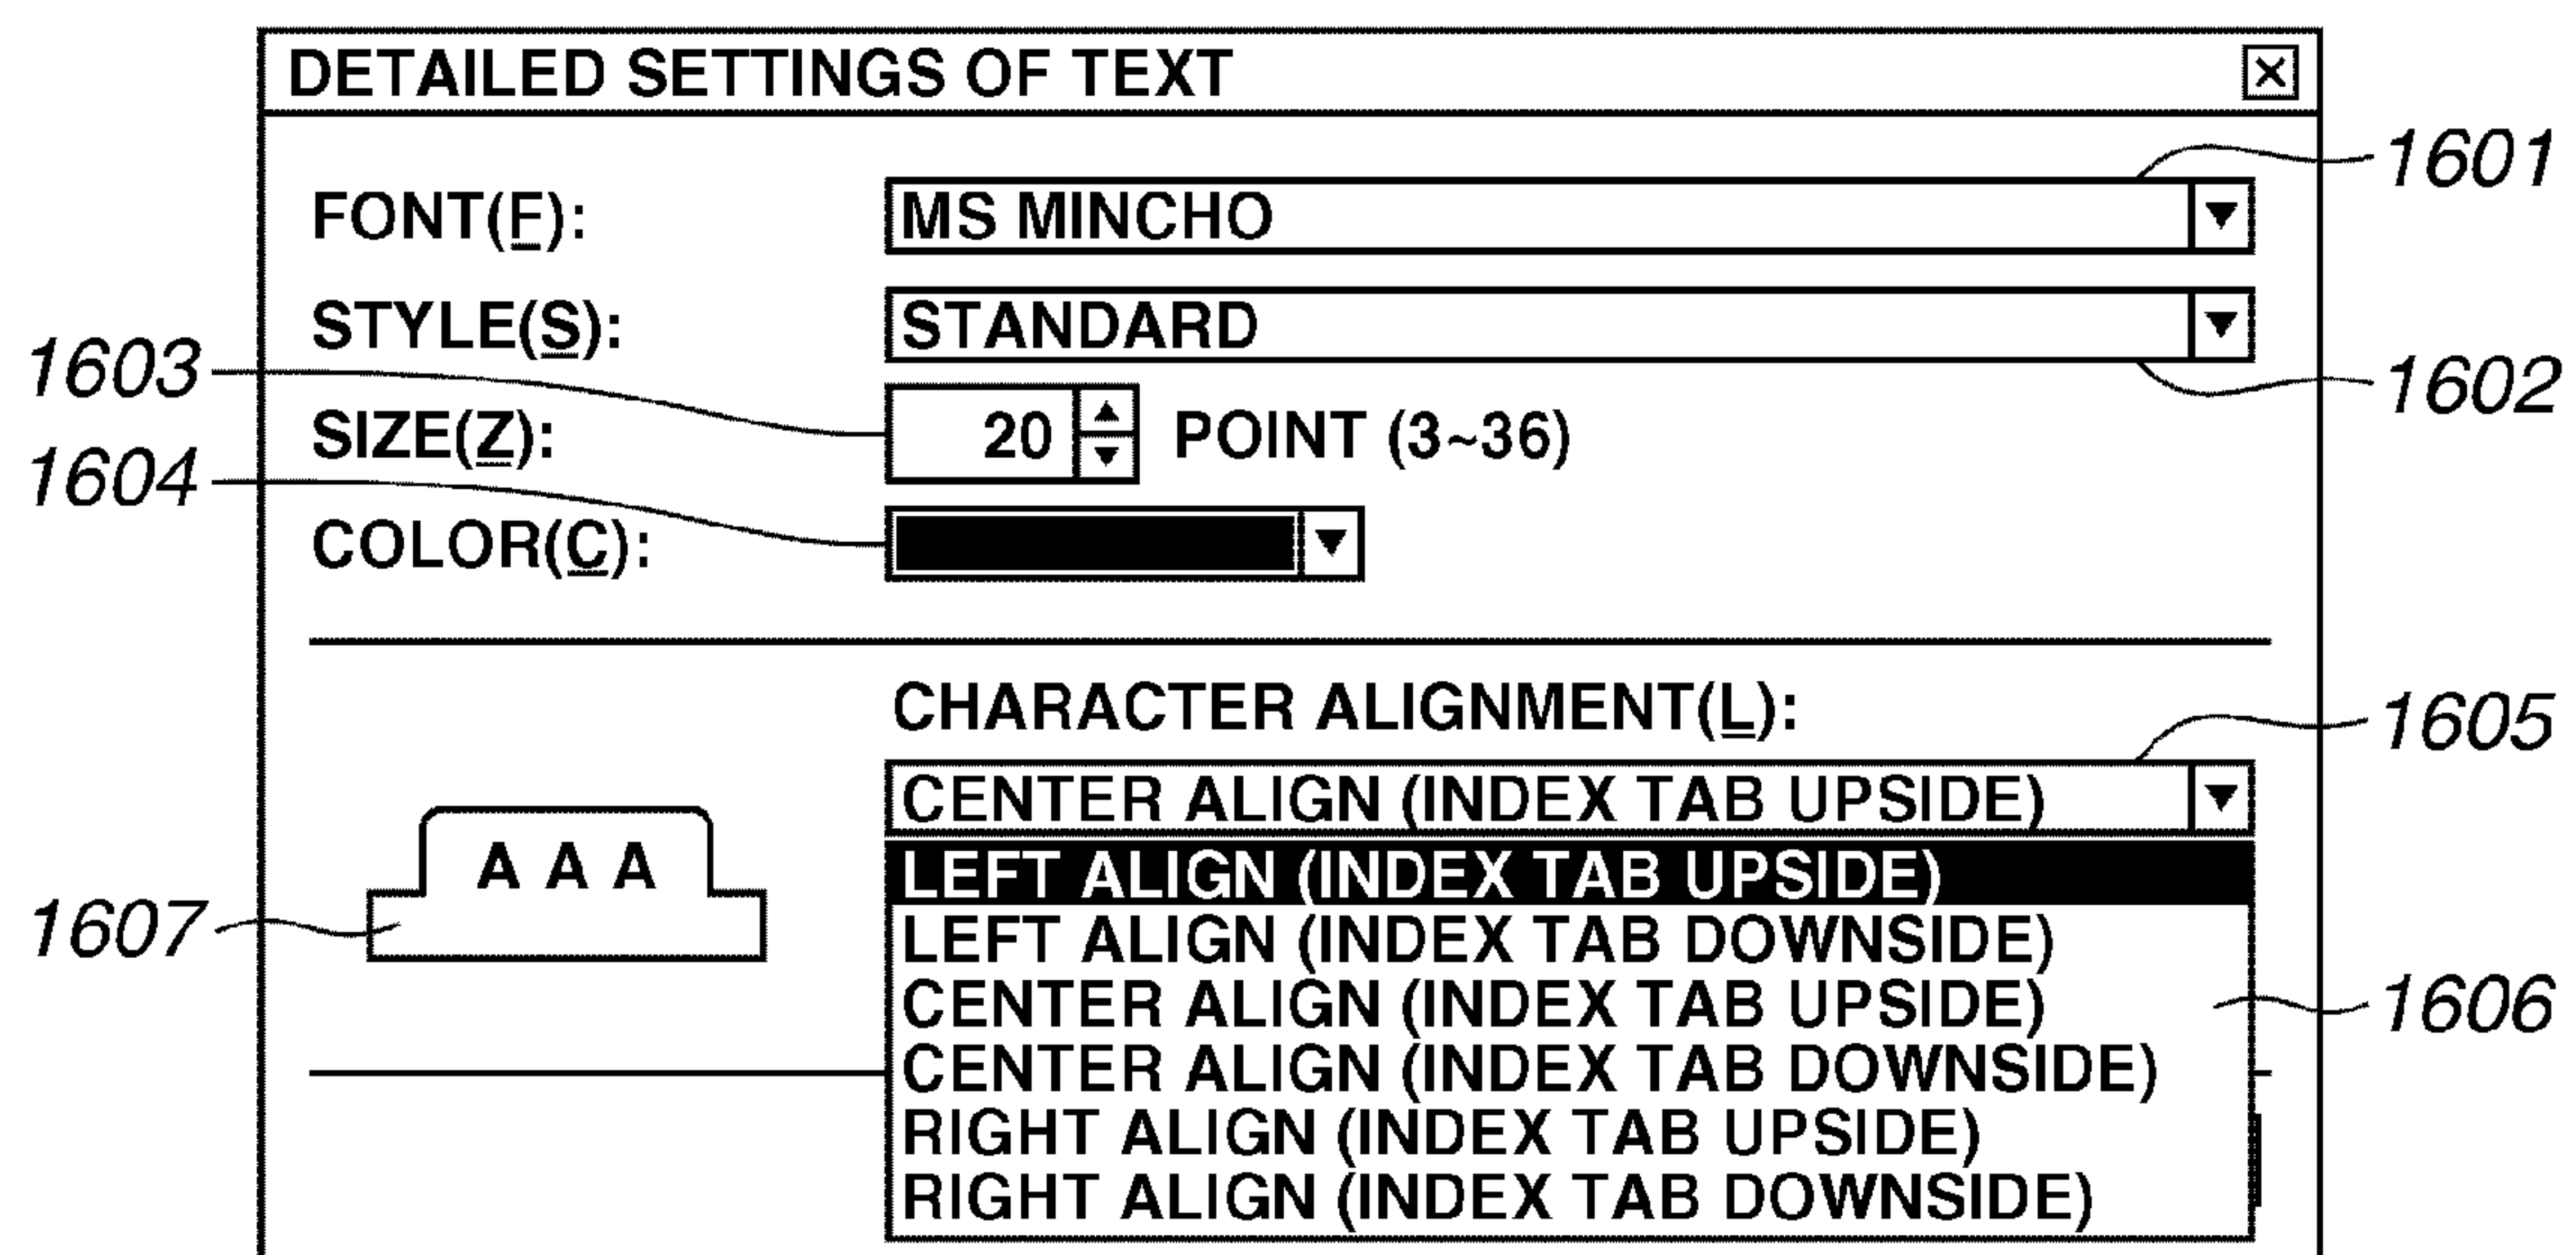 DETAILED SETTINGS OF TEXT
1601
FONT(F): MS MINCHO
STYLE(S): STANDARD
1603
1602
SIZE(Z): 20 POINT (3~36)
1604
COLOR(C):
CHARACTER ALIGNMENT(L):
1605
CENTER ALIGN (INDEX TAB UPSIDE)
A A A
LEFT ALIGN (INDEX TAB UPSIDE)
1607
LEFT ALIGN (INDEX TAB DOWNSIDE)
CENTER ALIGN (INDEX TAB UPSIDE)
1606
CENTER ALIGN (INDEX TAB DOWNSIDE)
RIGHT ALIGN (INDEX TAB UPSIDE)
RIGHT ALIGN (INDEX TAB DOWNSIDE)